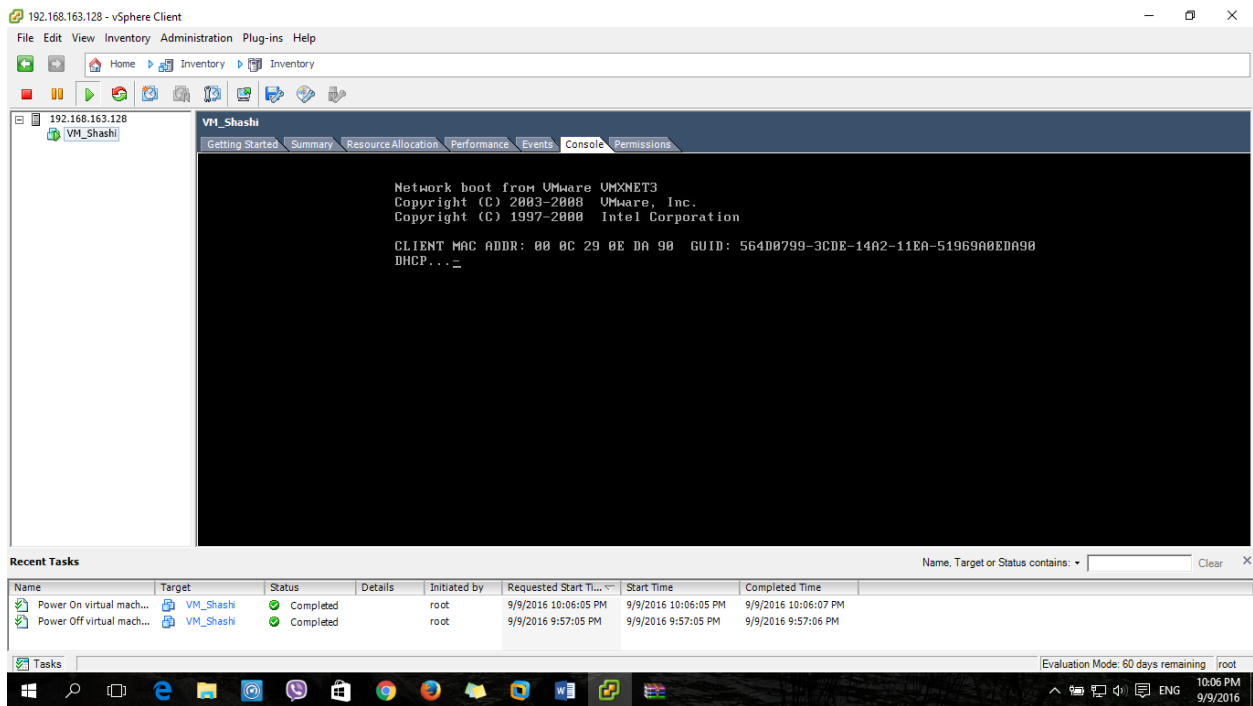 192.168.163.128 - vSphere Client
File Edit View Inventory Administration Plug-ins Help
Home Inventory Inventory
192.168.163.128
VM_Shashi
VM_Shashi
Getting Started Summary Resource Allocation Performance Events Console Permissions
Network boot from VMware VMXNET3
Copyright (C) 2003-2008 VMware, Inc.
Copyright (C) 1997-2000 Intel Corporation
CLIENT MAC ADDR: 00 0C 29 0E DA 90 GUID: 564D0799-3CDE-14A2-11EA-51969A0EDA90
DHCP..._
Recent Tasks
Name, Target or Status contains: Clear
Name Target Status Details Initiated by Requested Start Ti... Start Time Completed Time
Power On virtual mach... VM_Shashi Completed root 9/9/2016 10:06:05 PM 9/9/2016 10:06:05 PM 9/9/2016 10:06:07 PM
Power Off virtual mach... VM_Shashi Completed root 9/9/2016 9:57:05 PM 9/9/2016 9:57:05 PM 9/9/2016 9:57:06 PM
Tasks
Evaluation Mode: 60 days remaining root
ENG
10:06 PM
9/9/2016